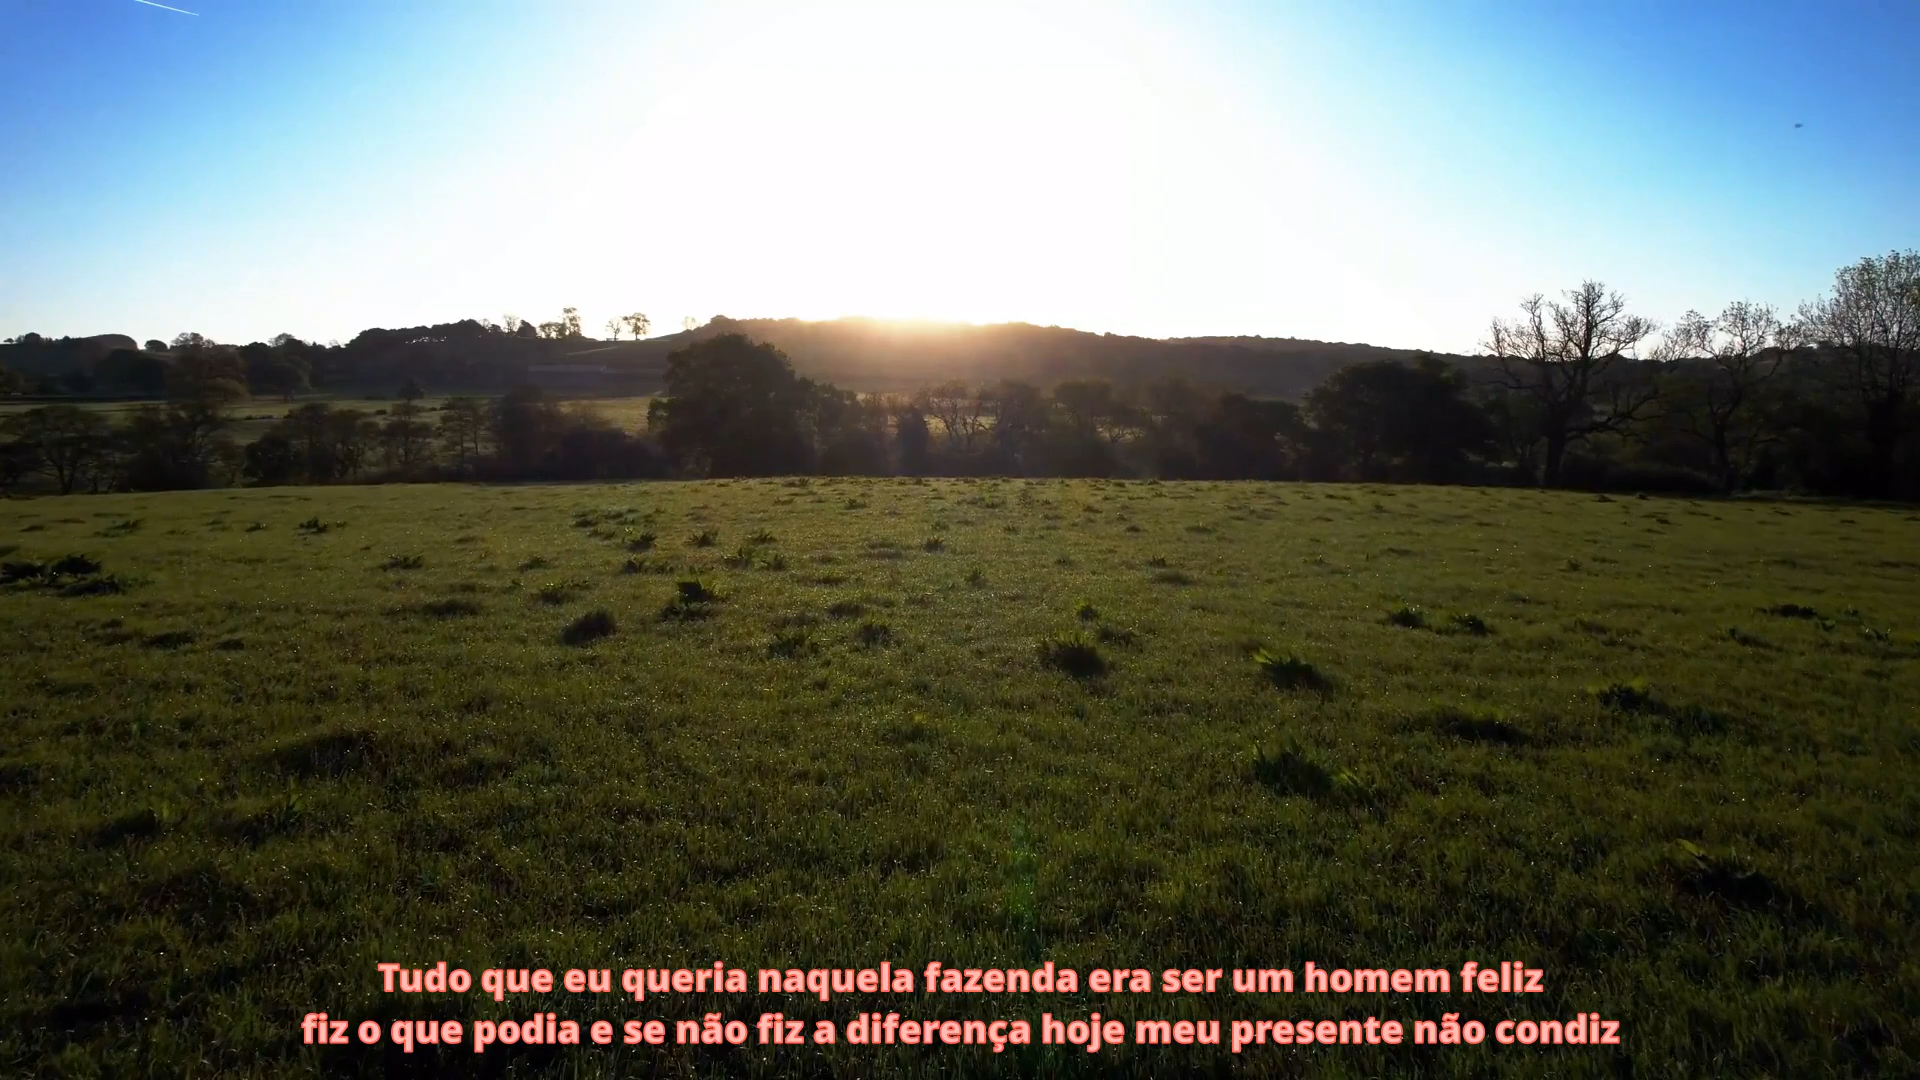 Tudo que eu queria naquela fazenda era ser um homem feliz
fiz o que podia e se não fiz a diferença hoje meu presente não condiz